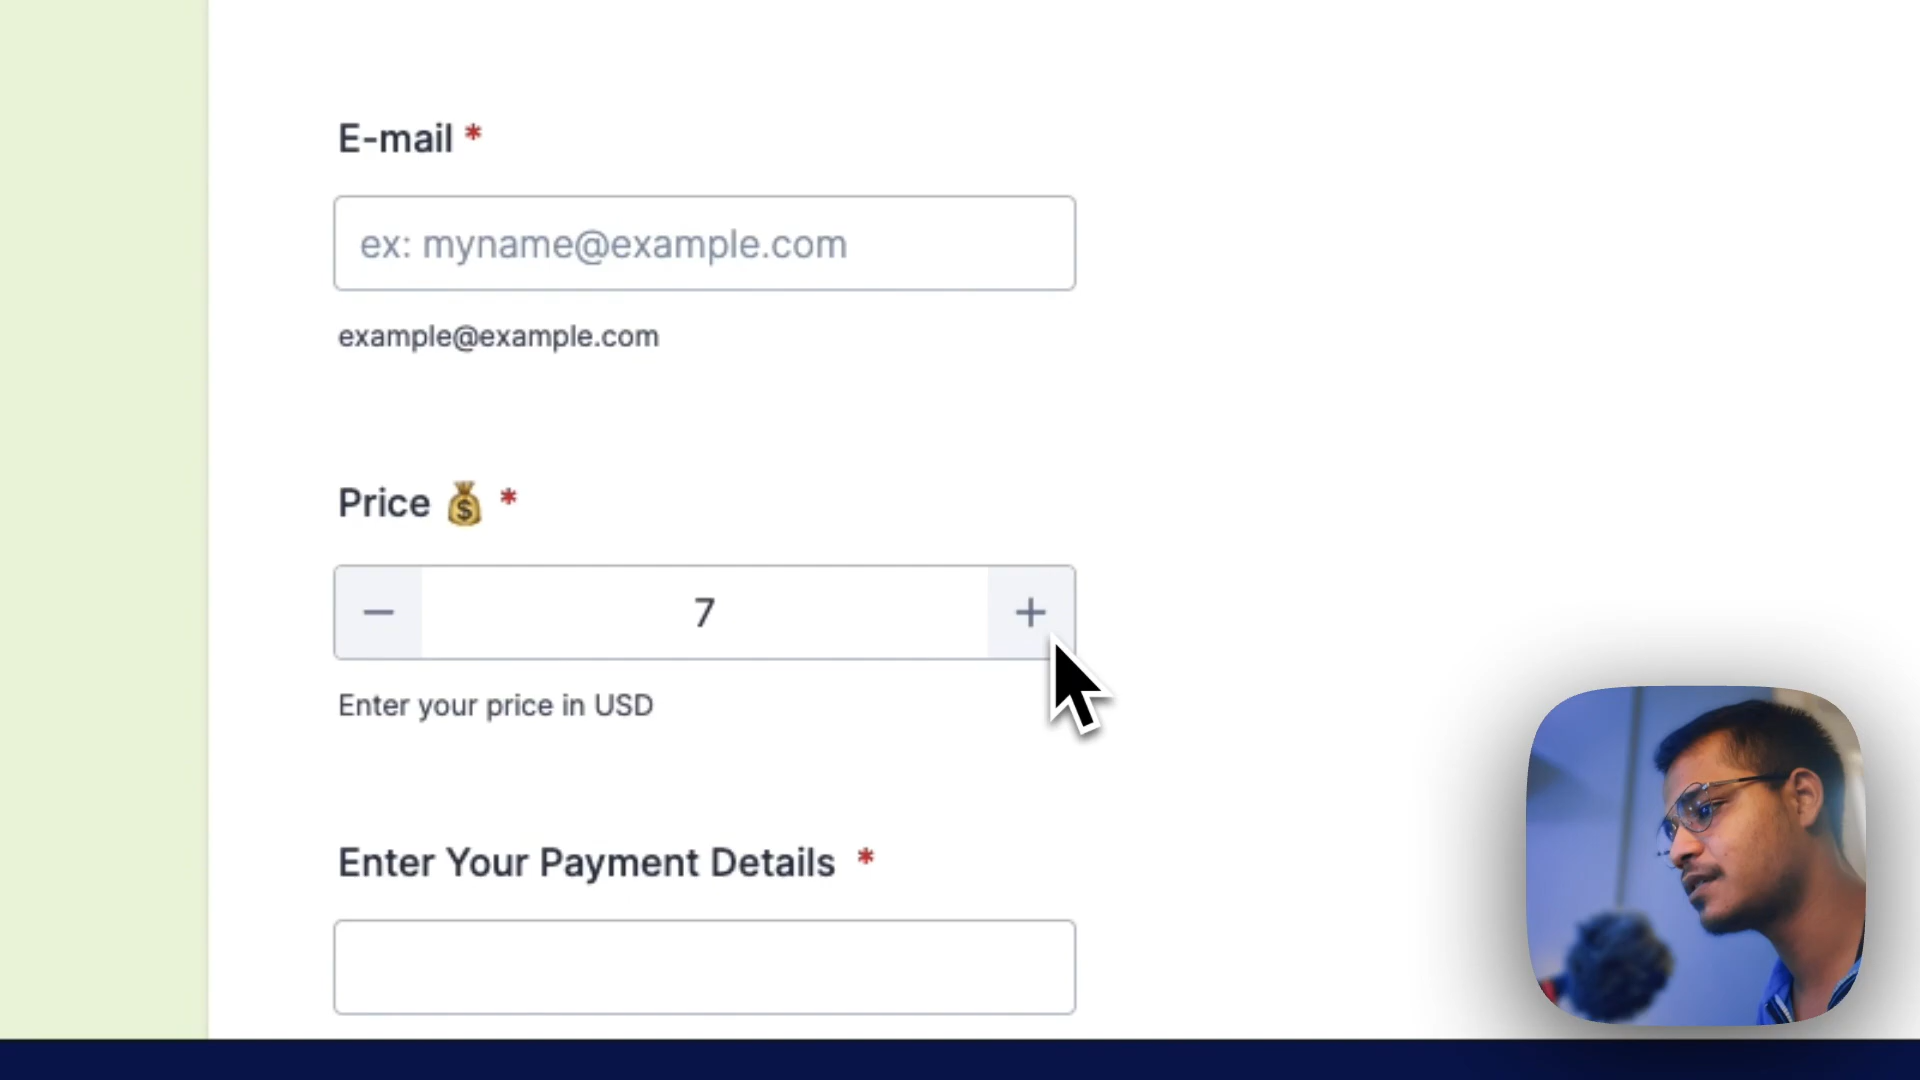 E-mail *
ex: myname@example.com
example@example.com
Price 💰 *
− 7 +
Enter your price in USD
Enter Your Payment Details *